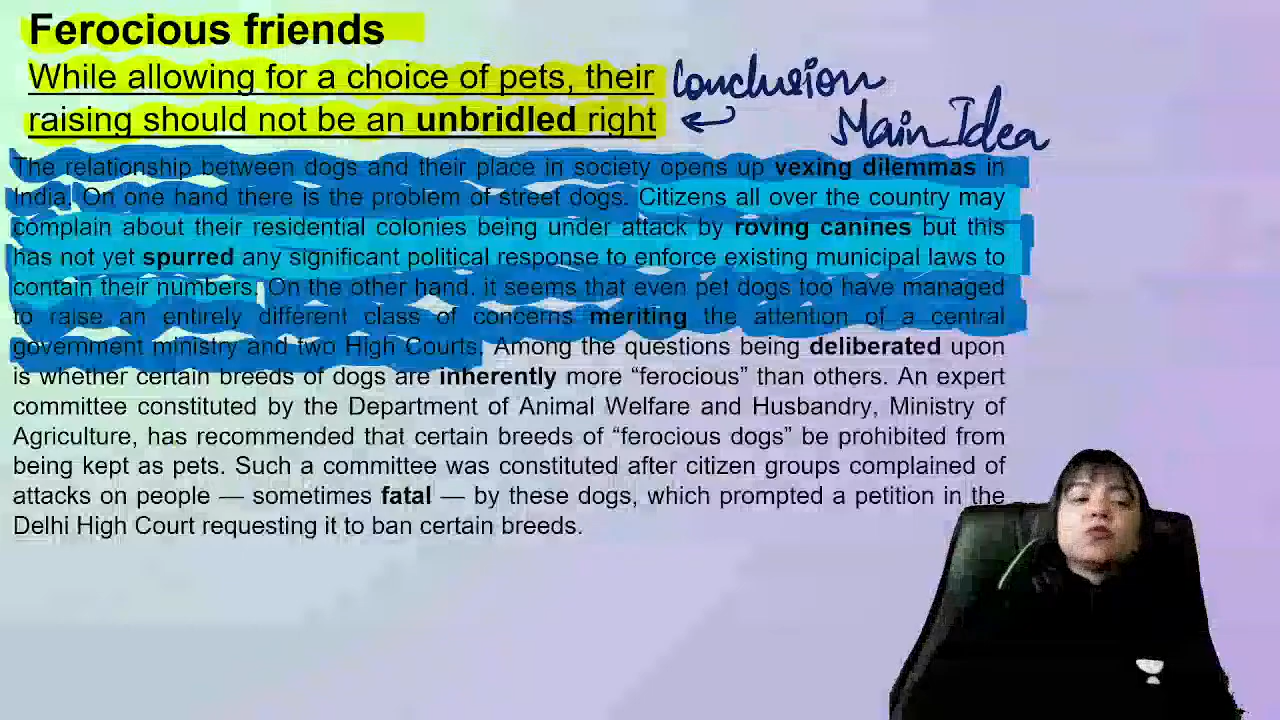 Ferocious friends
While allowing for a choice of pets, their
raising should not be an unbridled right
Conclusion
Main Idea
The relationship between dogs and their place in society opens up vexing dilemmas in
India. On one hand there is the problem of street dogs. Citizens all over the country may
complain about their residential colonies being under attack by roving canines but this
has not yet spurred any significant political response to enforce existing municipal laws to
contain their numbers. On the other hand, it seems that even pet dogs too have managed
to raise an entirely different class of concerns meriting the attention of a central
government ministry and two High Courts. Among the questions being deliberated upon
is whether certain breeds of dogs are inherently more “ferocious” than others. An expert
committee constituted by the Department of Animal Welfare and Husbandry, Ministry of
Agriculture, has recommended that certain breeds of “ferocious dogs” be prohibited from
being kept as pets. Such a committee was constituted after citizen groups complained of
attacks on people — sometimes fatal — by these dogs, which prompted a petition in the
Delhi High Court requesting it to ban certain breeds.